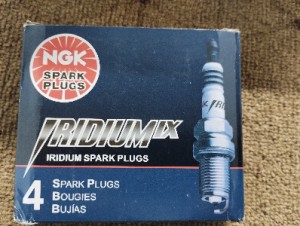 NGK
SPARK
PLUGS
IRIDIUM IX
IRIDIUM SPARK PLUGS
4
SPARK PLUGS
BOUGIES
BUJÍAS